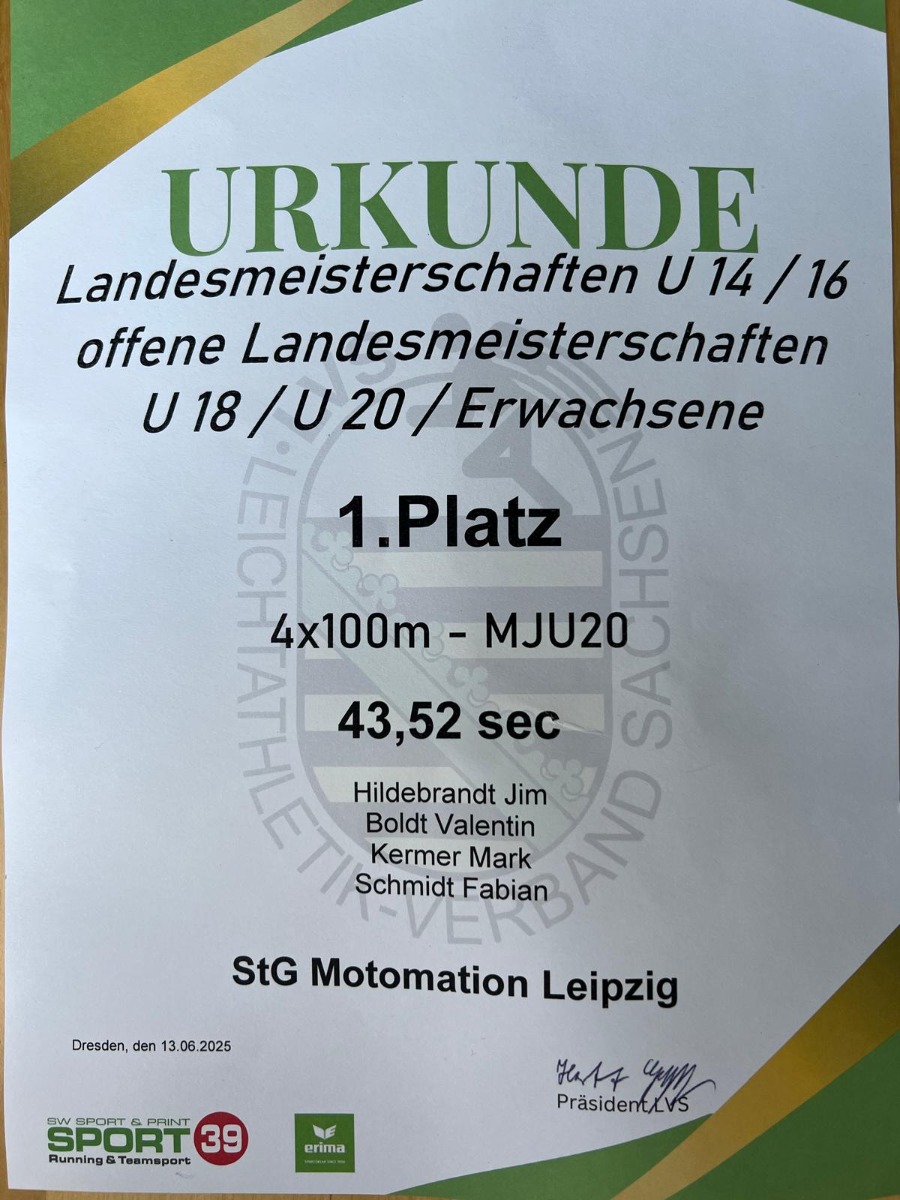 URKUNDE
Landesmeisterschaften U 14 / 16
offene Landesmeisterschaften
U 18 / U 20 / Erwachsene
1.Platz
4x100m - MJU20
43,52 sec
Hildebrandt Jim
Boldt Valentin
Kermer Mark
Schmidt Fabian
StG Motomation Leipzig
Dresden, den 13.06.2025
Präsident LVS
SW SPORT & PRINT
SPORT 39
Running & Teamsport
erima
·LVS·LEICHTATHLETIK-VERBAND SACHSEN